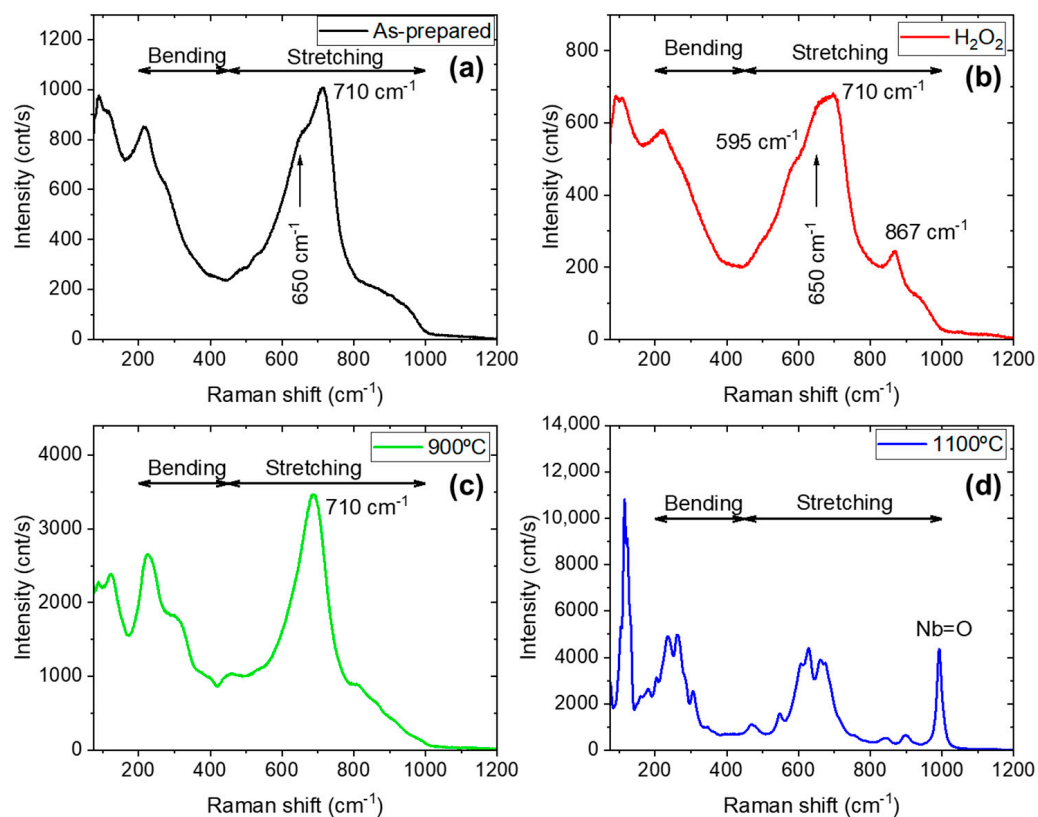 As-prepared
(a)
Bending
Stretching
710 cm⁻¹
650 cm⁻¹
Intensity (cnt/s)
1200
1000
800
600
400
200
0
200 400 600 800 1000 1200
Raman shift (cm⁻¹)
H₂O₂
(b)
Bending
Stretching
710 cm⁻¹
595 cm⁻¹
650 cm⁻¹
867 cm⁻¹
Intensity (cnt/s)
800
600
400
200
0
200 400 600 800 1000 1200
Raman shift (cm⁻¹)
900ºC
(c)
Bending
Stretching
710 cm⁻¹
Intensity (cnt/s)
4000
3000
2000
1000
0
200 400 600 800 1000 1200
Raman shift (cm⁻¹)
1100ºC
(d)
Bending
Stretching
Nb=O
Intensity (cnt/s)
14,000
12,000
10,000
8000
6000
4000
2000
0
200 400 600 800 1000 1200
Raman shift (cm⁻¹)